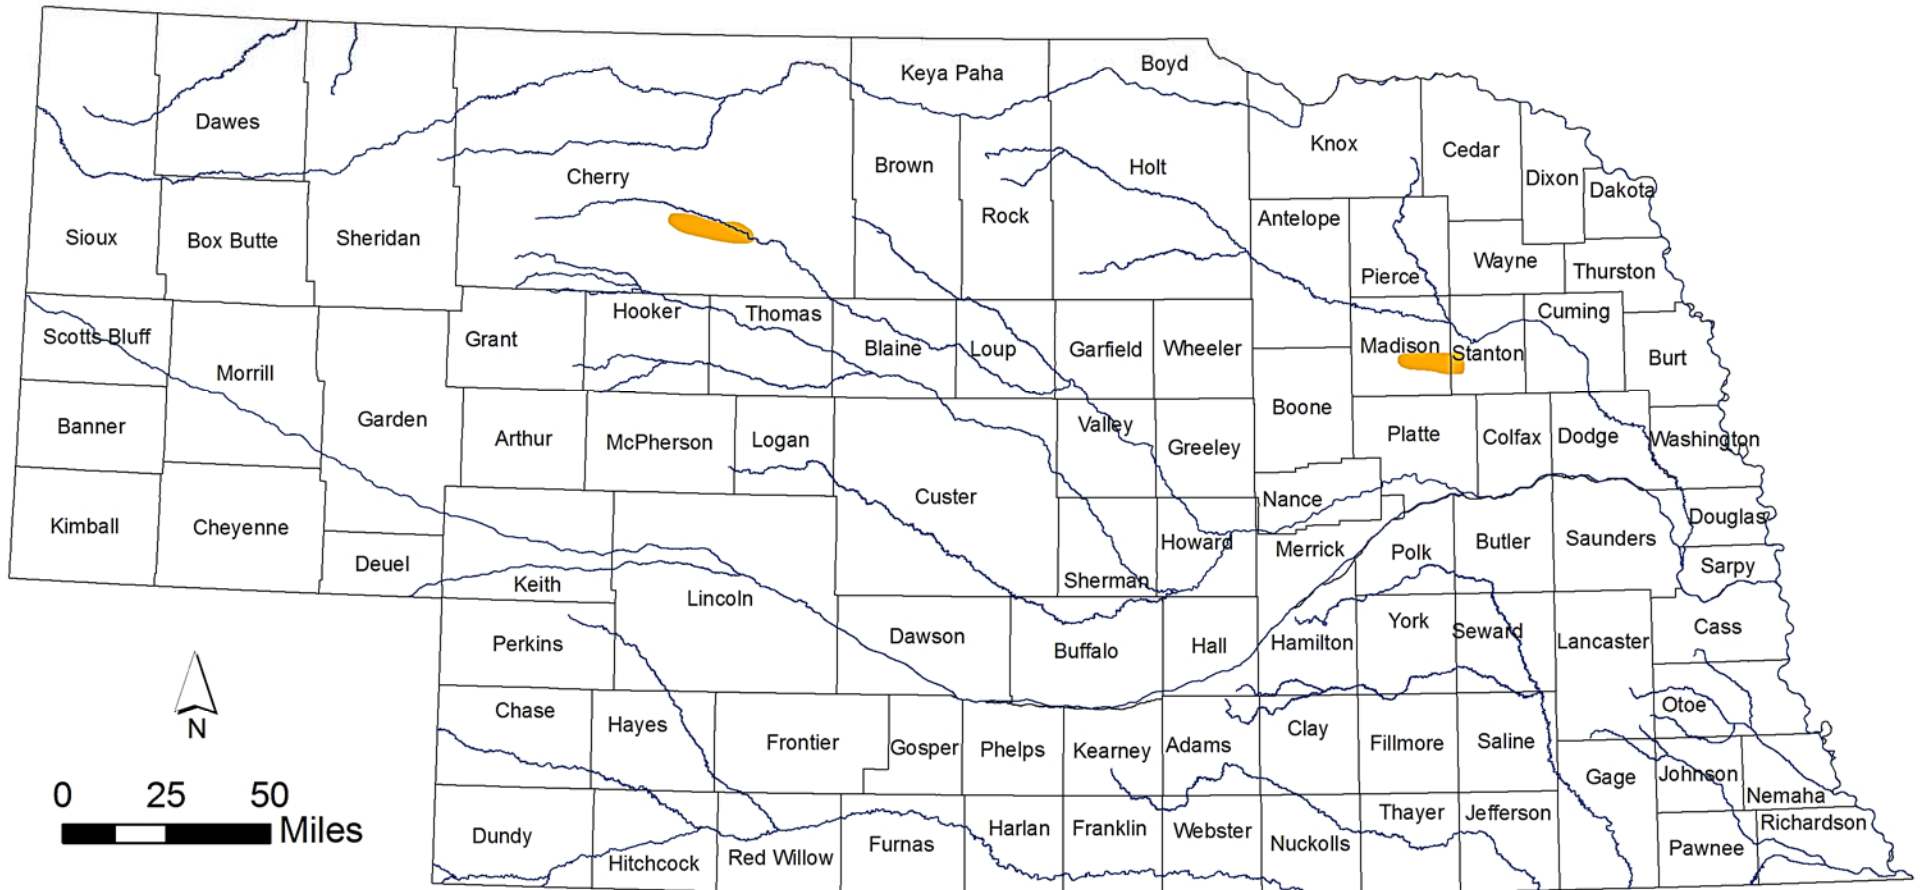 Boyd
Keya Paha
Dawes
Knox
Cedar
Cherry
Brown
Holt
Dixon
Dakota
Rock
Antelope
Sioux
Box Butte
Sheridan
Pierce
Wayne
Thurston
Scotts Bluff
Grant
Hooker
Thomas
Blaine
Loup
Garfield
Wheeler
Madison
Stanton
Cuming
Burt
Morrill
Banner
Garden
Arthur
McPherson
Logan
Valley
Greeley
Boone
Platte
Colfax
Dodge
Washington
Custer
Nance
Kimball
Cheyenne
Deuel
Keith
Lincoln
Sherman
Howard
Merrick
Polk
Butler
Saunders
Douglas
Sarpy
Perkins
Dawson
Buffalo
Hall
Hamilton
York
Seward
Lancaster
Cass
N
Chase
Hayes
Frontier
Gosper
Phelps
Kearney
Adams
Clay
Fillmore
Saline
Otoe
Gage
Johnson
Nemaha
0 25 50
Miles
Dundy
Hitchcock
Red Willow
Furnas
Harlan
Franklin
Webster
Nuckolls
Thayer
Jefferson
Pawnee
Richardson